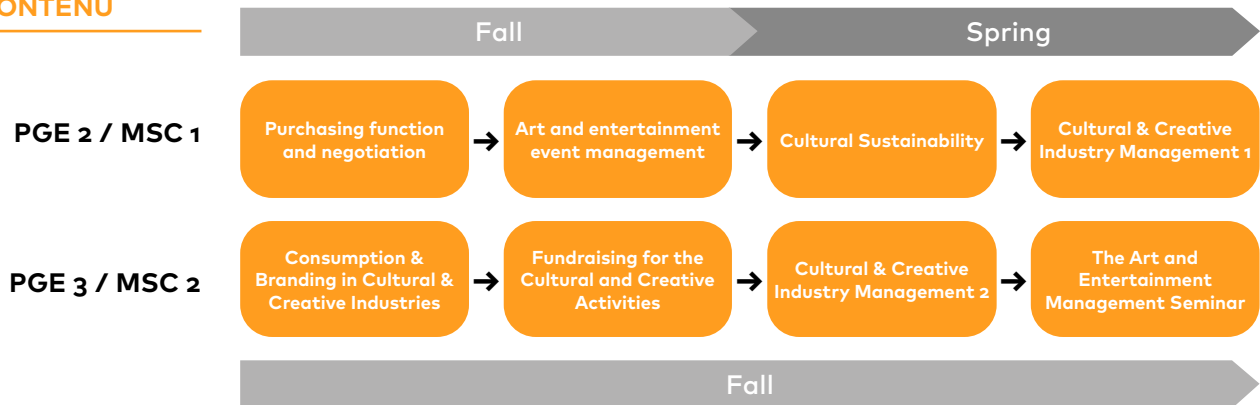 ONTENU
Fall
Spring
PGE 2 / MSC 1
Purchasing function
and negotiation
Art and entertainment
event management
Cultural Sustainability
Cultural & Creative
Industry Management 1
PGE 3 / MSC 2
Consumption &
Branding in Cultural &
Creative Industries
Fundraising for the
Cultural and Creative
Activities
Cultural & Creative
Industry Management 2
The Art and
Entertainment
Management Seminar
Fall